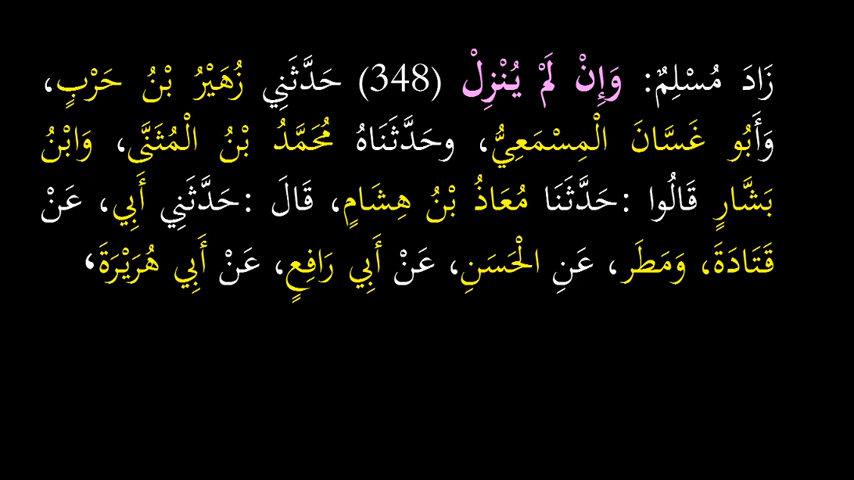 زَادَ مُسْلِمٌ: وَإِنْ لَمْ يُنْزِلْ (348) حَدَّثَنِي زُهَيْرُ بْنُ حَرْبٍ،
وَأَبُو غَسَّانَ الْمِسْمَعِيُّ، وحَدَّثَنَاهُ مُحَمَّدُ بْنُ الْمُثَنَّى، وَابْنُ
بَشَّارٍ قَالُوا :حَدَّثَنَا مُعَاذُ بْنُ هِشَامٍ، قَالَ :حَدَّثَنِي أَبِي، عَنْ
قَتَادَةَ، وَمَطَر، عَنِ الْحَسَنِ، عَنْ أَبِي رَافِعٍ، عَنْ أَبِي هُرَيْرَةَ،